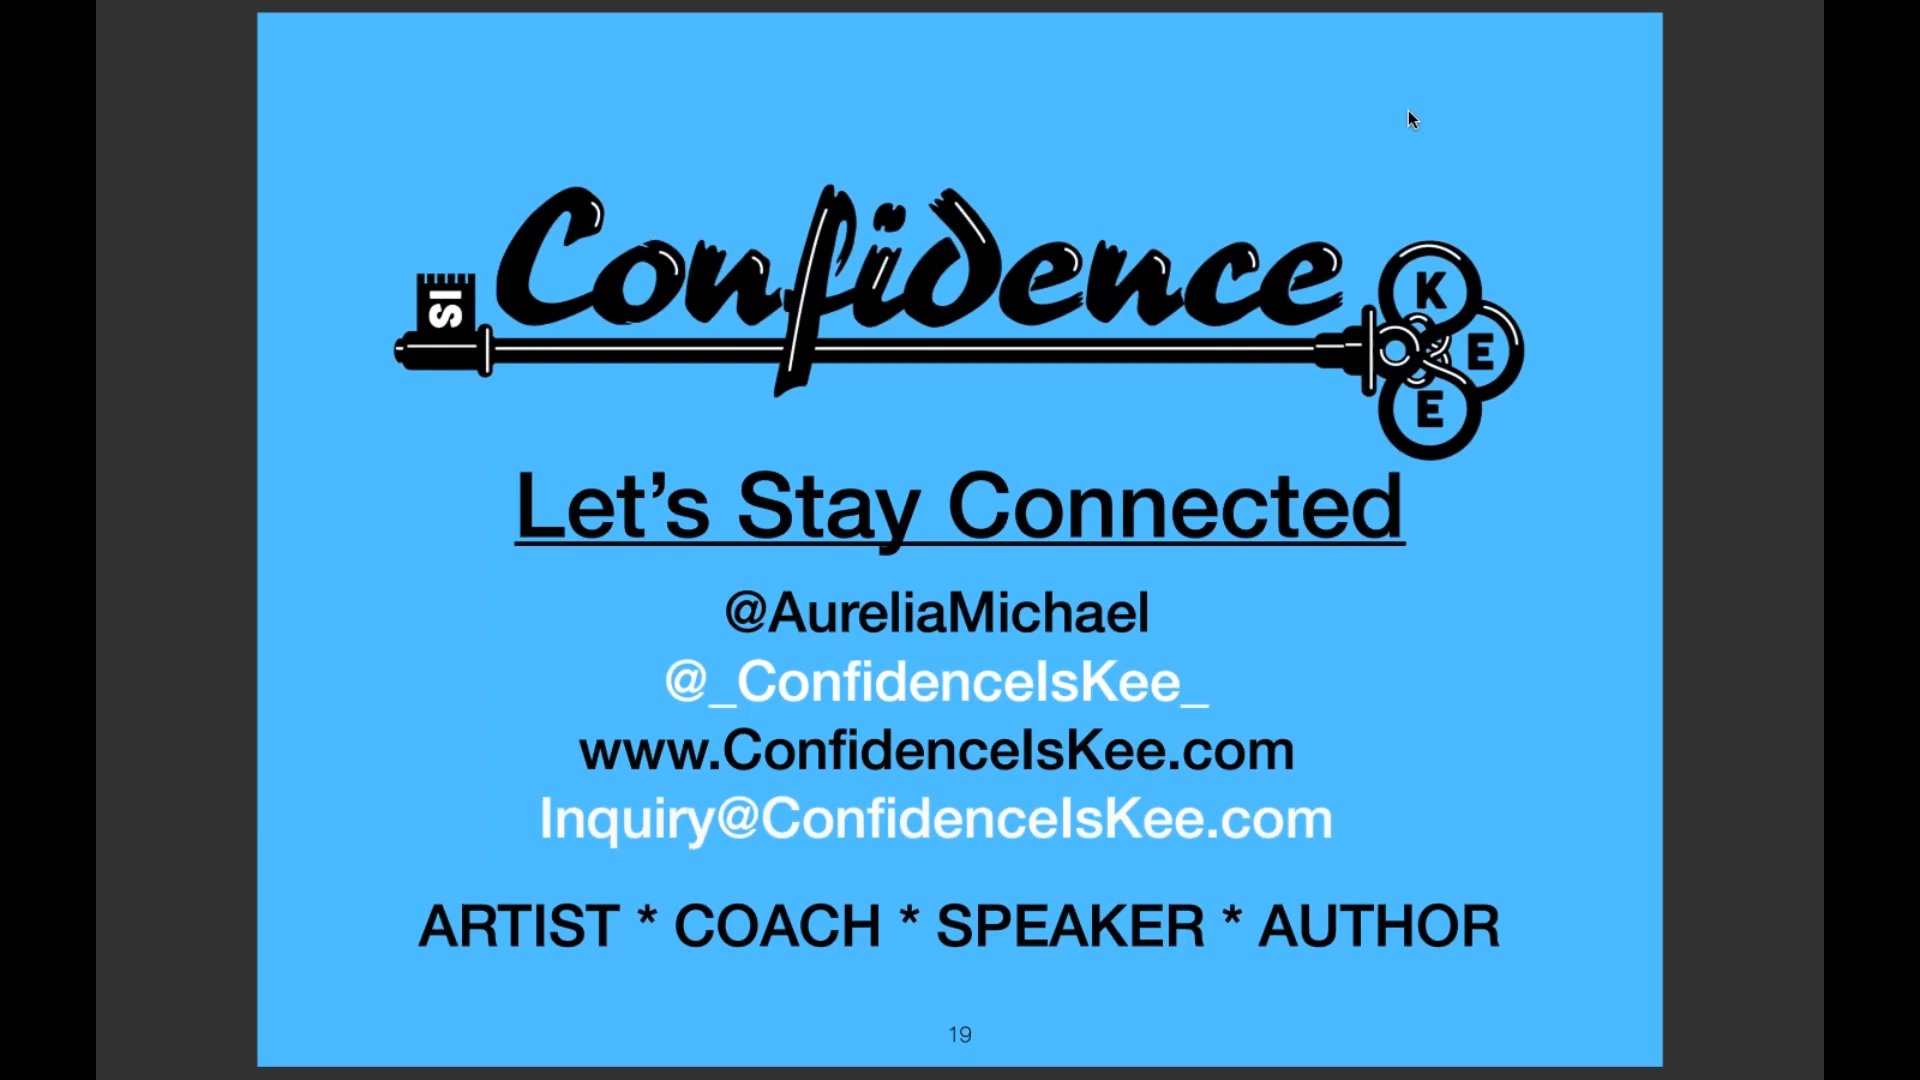 Confidence
IS
K
E
E
Let’s Stay Connected
@AureliaMichael
@_ConfidenceIsKee_
www.ConfidenceIsKee.com
Inquiry@ConfidenceIsKee.com
ARTIST * COACH * SPEAKER * AUTHOR
19